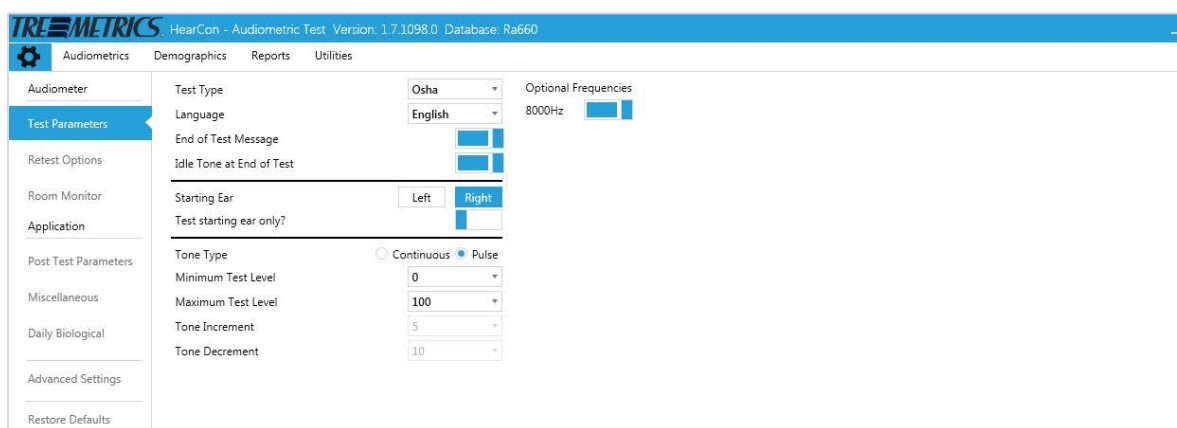 TREMETRICS. HearCon - Audiometric Test Version: 1.7.1098.0 Database: Ra660
Audiometrics Demographics Reports Utilities
Audiometer
Test Parameters
Retest Options
Room Monitor
Application
Post Test Parameters
Miscellaneous
Daily Biological
Advanced Settings
Restore Defaults
Test Type Osha
Language English
End of Test Message
Idle Tone at End of Test
Starting Ear Left Right
Test starting ear only?
Tone Type Continuous Pulse
Minimum Test Level 0
Maximum Test Level 100
Tone Increment 5
Tone Decrement 10
Optional Frequencies
8000Hz